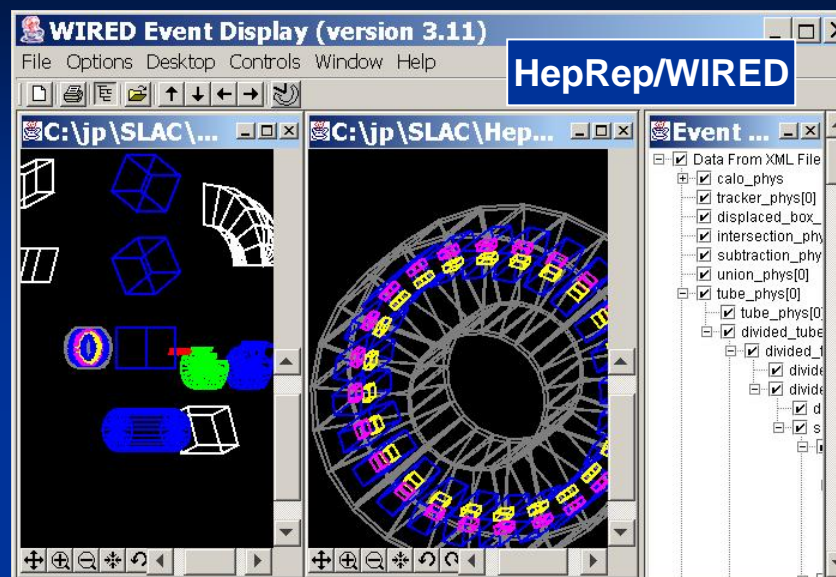 WIRED Event Display (version 3.11)
File Options Desktop Controls Window Help
HepRep/WIRED
C:\jp\SLAC\...
C:\jp\SLAC\Hep...
Event ...
Data From XML File
calo_phys
tracker_phys[0]
displaced_box_
intersection_phy
subtraction_phy
union_phys[0]
tube_phys[0]
tube_phys[0]
divided_tube
divided_t
divide
divide
d
s